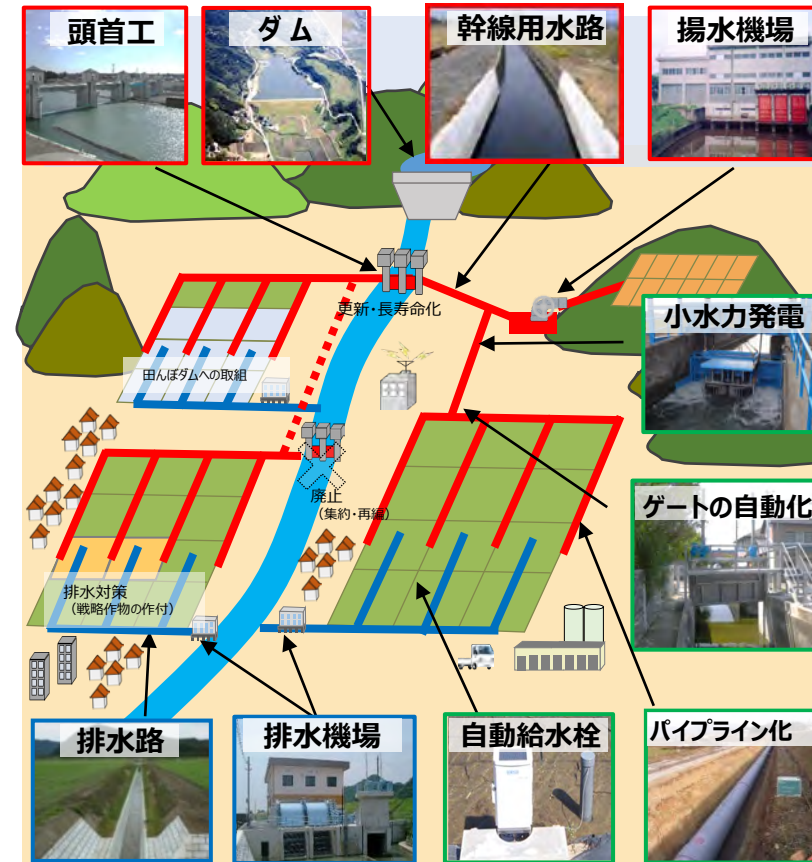 頭首工
ダム
幹線用水路
揚水機場
更新・長寿命化
小水力発電
田んぼダムへの取組
廃止
（集約・再編）
ゲートの自動化
排水対策
（戦略作物の作付）
排水路
排水機場
自動給水栓
パイプライン化